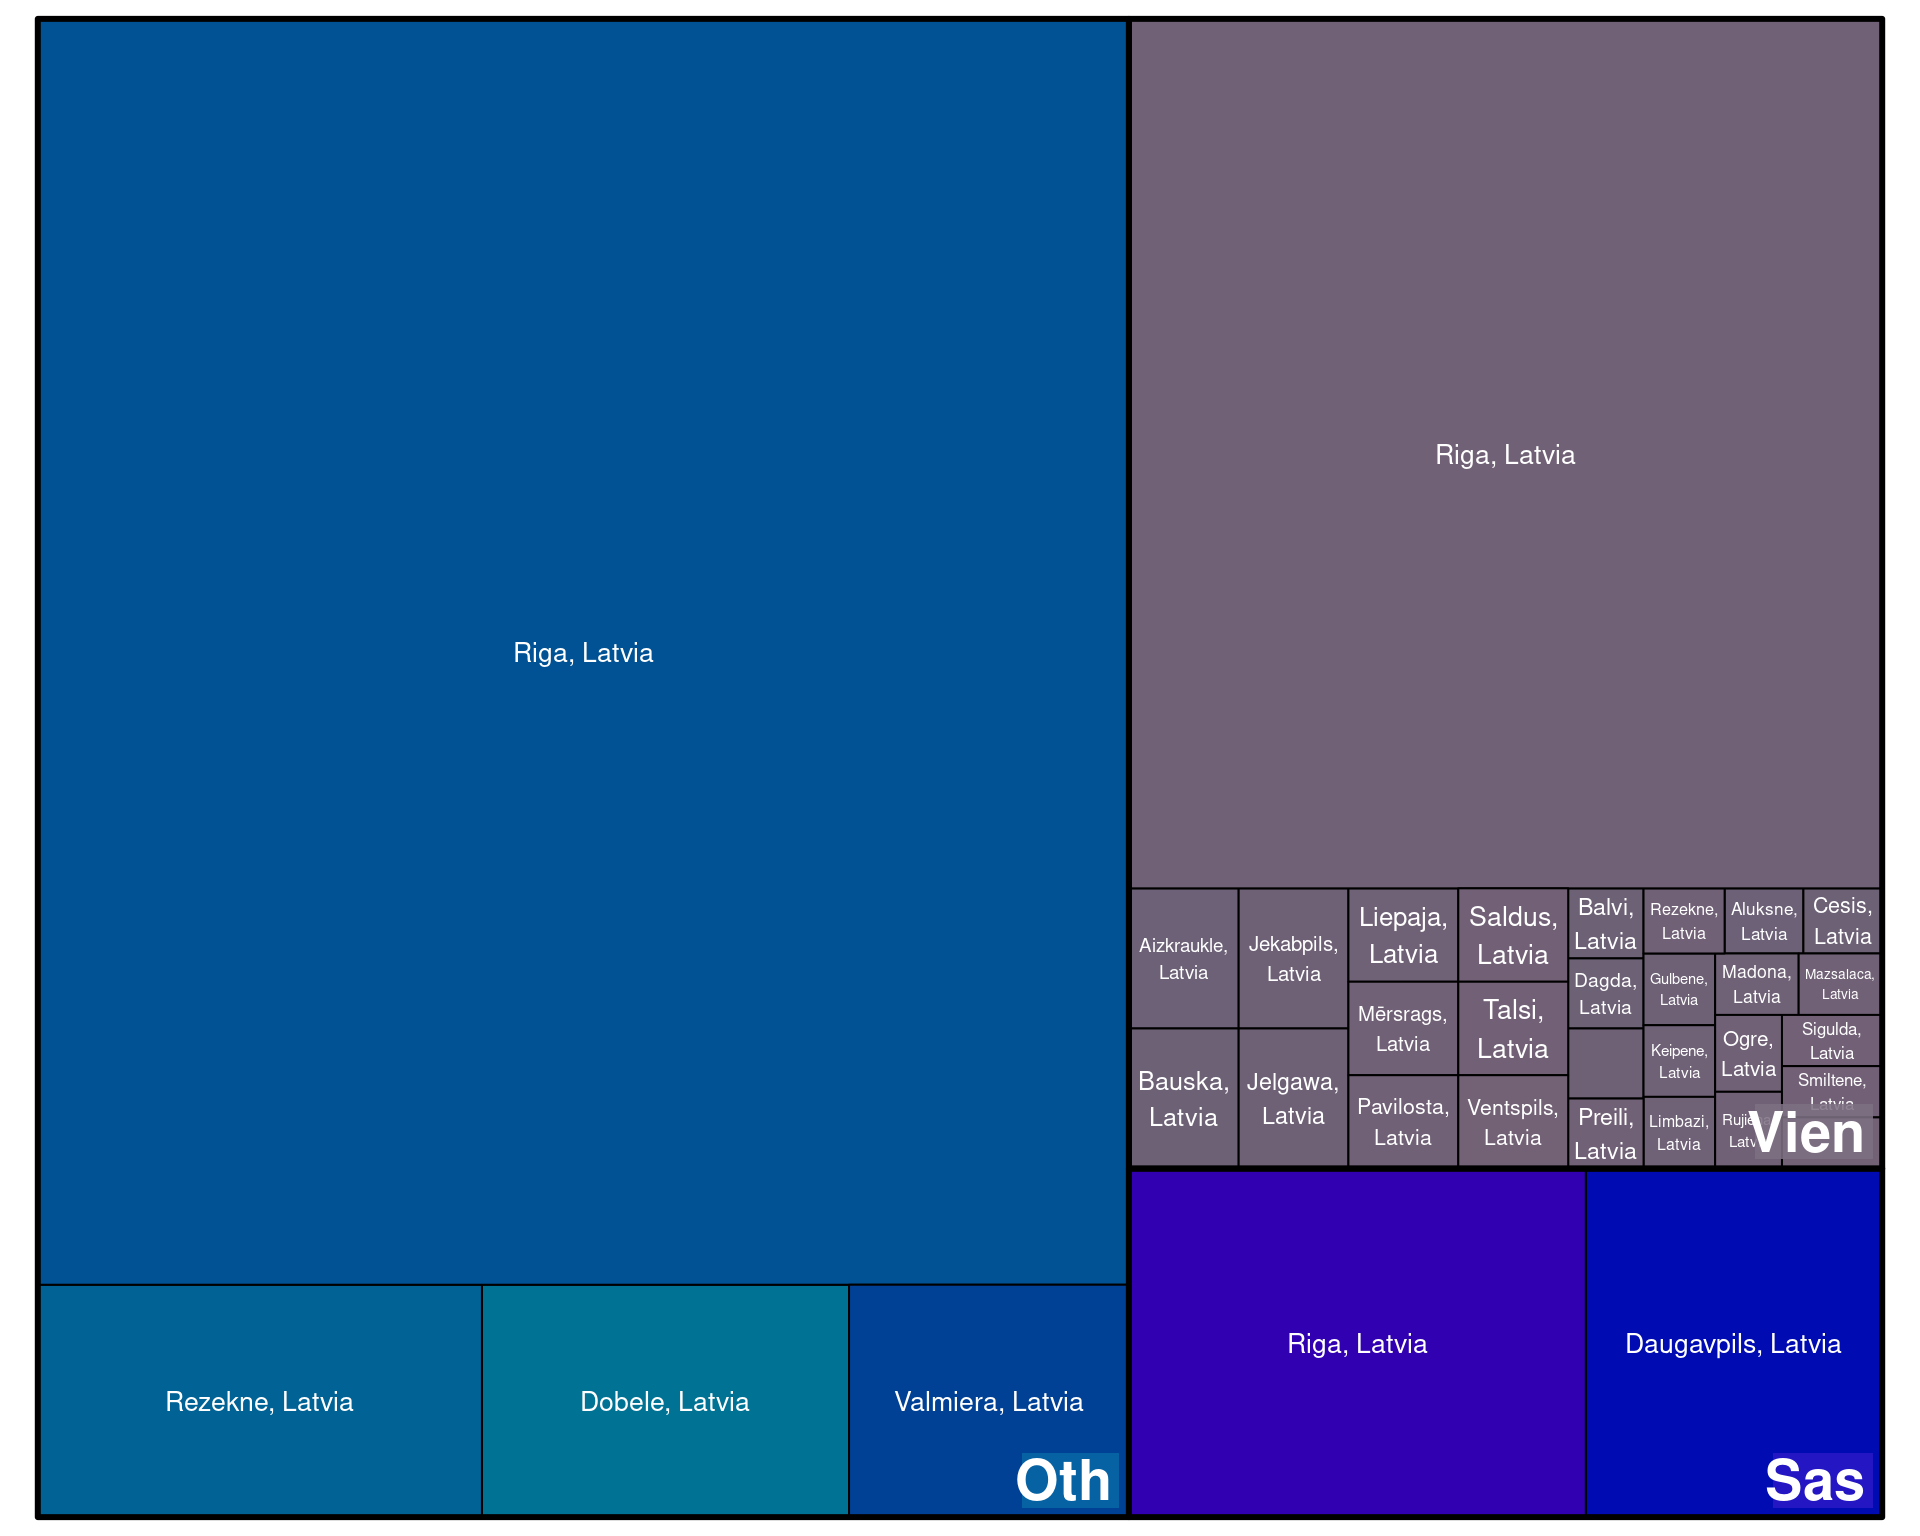 Riga, Latvia
Rezekne, Latvia
Dobele, Latvia
Valmiera, Latvia
Oth
Riga, Latvia
Aizkraukle,
Latvia
Bauska,
Latvia
Jekabpils,
Latvia
Jelgawa,
Latvia
Liepaja,
Latvia
Mērsrags,
Latvia
Pavilosta,
Latvia
Saldus,
Latvia
Talsi,
Latvia
Ventspils,
Latvia
Balvi,
Latvia
Dagda,
Latvia
Preili,
Latvia
Rezekne,
Latvia
Aluksne,
Latvia
Cesis,
Latvia
Gulbene,
Latvia
Keipene,
Latvia
Limbazi,
Latvia
Madona,
Latvia
Mazsalaca,
Latvia
Ogre,
Latvia
Sigulda,
Latvia
Smiltene,
Latvia
Vien
Riga, Latvia
Daugavpils, Latvia
Sas